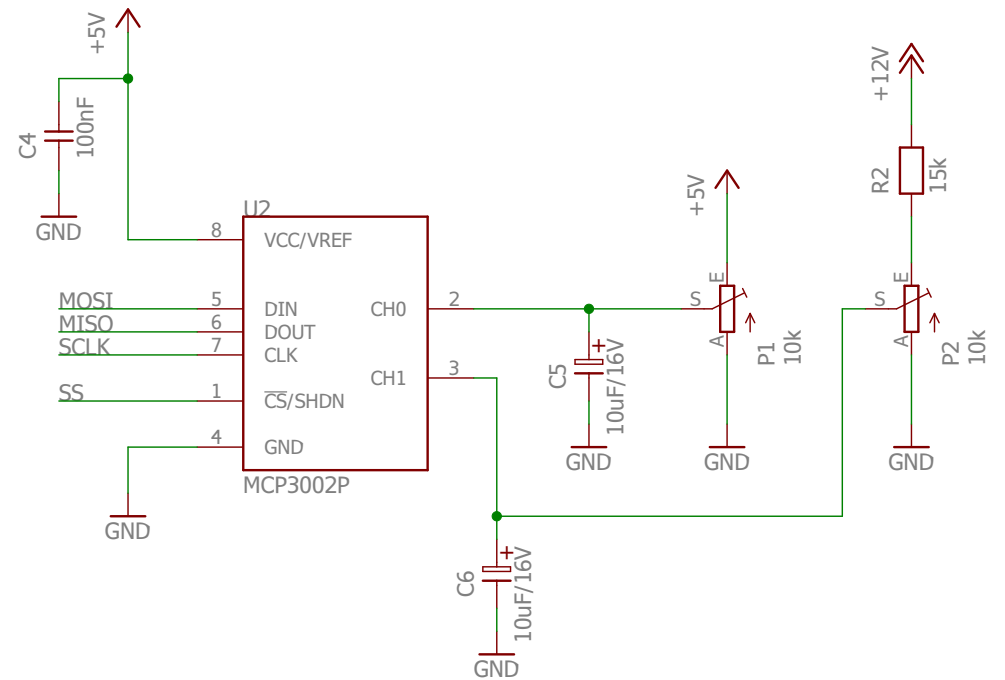 +5V
C4
100nF
GND
U2
8
VCC/VREF
MOSI
5
DIN
MISO
6
DOUT
SCLK
7
CLK
SS
1
CS/SHDN
4
GND
GND
MCP3002P
CH0
2
CH1
3
C5
+
10uF/16V
GND
C6
+
10uF/16V
GND
+5V
E
S
A
P1
10k
GND
+12V
R2
15k
E
S
A
P2
10k
GND